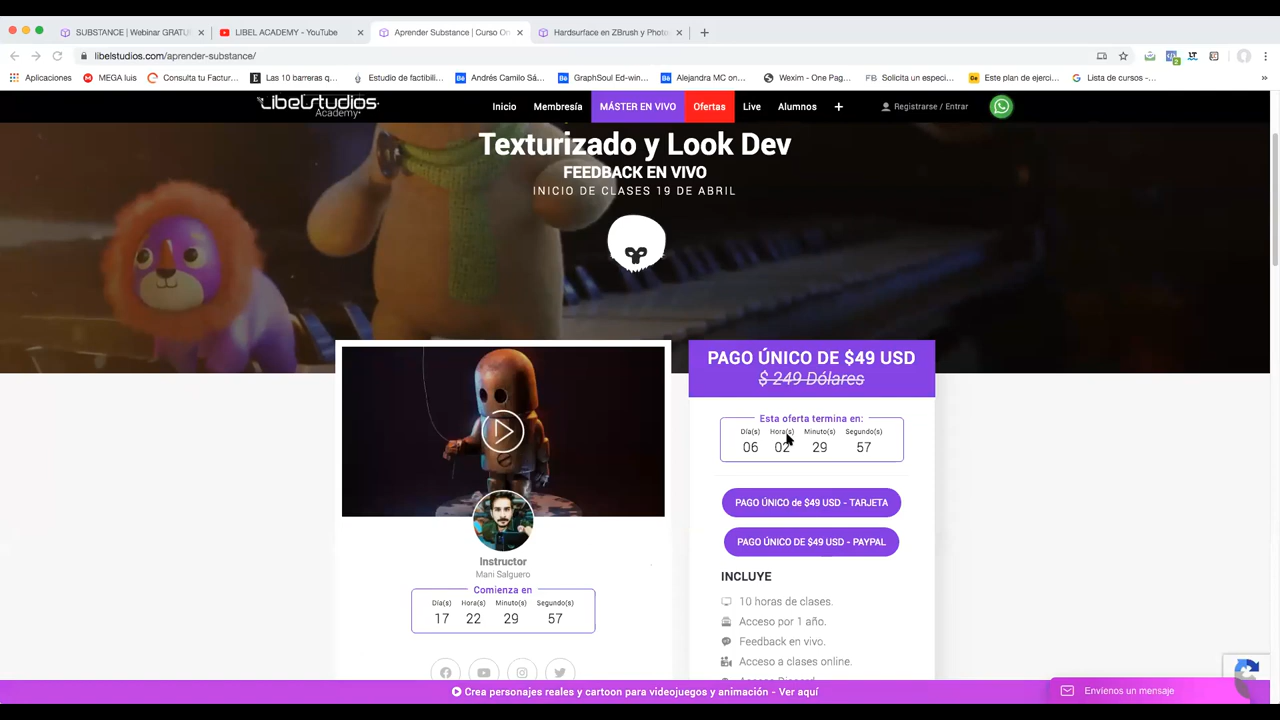 SUBSTANCE | Webinar GRATU
LIBEL ACADEMY - YouTube
Aprender Substance | Curso On
Hardsurface en ZBrush y Photo
libelstudios.com/aprender-substance/
Aplicaciones
MEGA luis
Consulta tu Factur...
Las 10 barreras q...
Estudio de factibili...
Andrés Camilo Sá...
GraphSoul Ed-win...
Alejandra MC on...
Wexim - One Pag...
FB Solicita un especi...
Este plan de ejerci...
Lista de cursos -...
»
Libelstudios
Academy
Inicio
Membresía
MÁSTER EN VIVO
Ofertas
Live
Alumnos
Registrarse / Entrar
Texturizado y Look Dev
FEEDBACK EN VIVO
INICIO DE CLASES 19 DE ABRIL
PAGO ÚNICO DE $49 USD
$ 249 Dólares
Esta oferta termina en:
Día(s) Hora(s) Minuto(s) Segundo(s)
06 02 29 57
PAGO ÚNICO de $49 USD - TARJETA
PAGO ÚNICO DE $49 USD - PAYPAL
INCLUYE
10 horas de clases.
Acceso por 1 año.
Feedback en vivo.
Acceso a clases online.
Instructor
Mani Salguero
Comienza en
Día(s) Hora(s) Minuto(s) Segundo(s)
17 22 29 57
Crea personajes reales y cartoon para videojuegos y animación - Ver aquí
Envíenos un mensaje